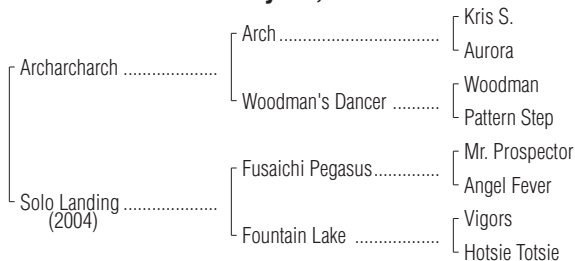 Kris S.
Arch
Aurora
Archarcharch
Woodman
Woodman's Dancer
Pattern Step
Mr. Prospector
Fusaichi Pegasus
Angel Fever
Solo Landing
(2004)
Vigors
Fountain Lake
Hotsie Totsie